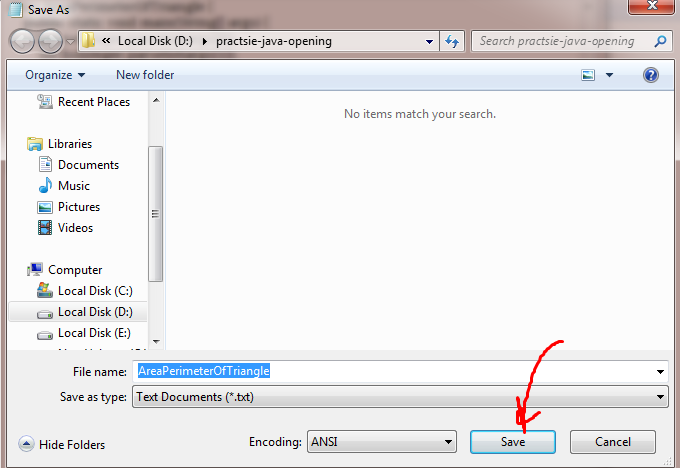 Save As
« Local Disk (D:) ▸ practsie-java-opening
Search practsie-java-opening
Organize
New folder
Recent Places
Libraries
Documents
Music
Pictures
Videos
Computer
Local Disk (C:)
Local Disk (D:)
Local Disk (E:)
No items match your search.
File name: AreaPerimeterOfTriangle
Save as type: Text Documents (*.txt)
Hide Folders
Encoding: ANSI
Save
Cancel